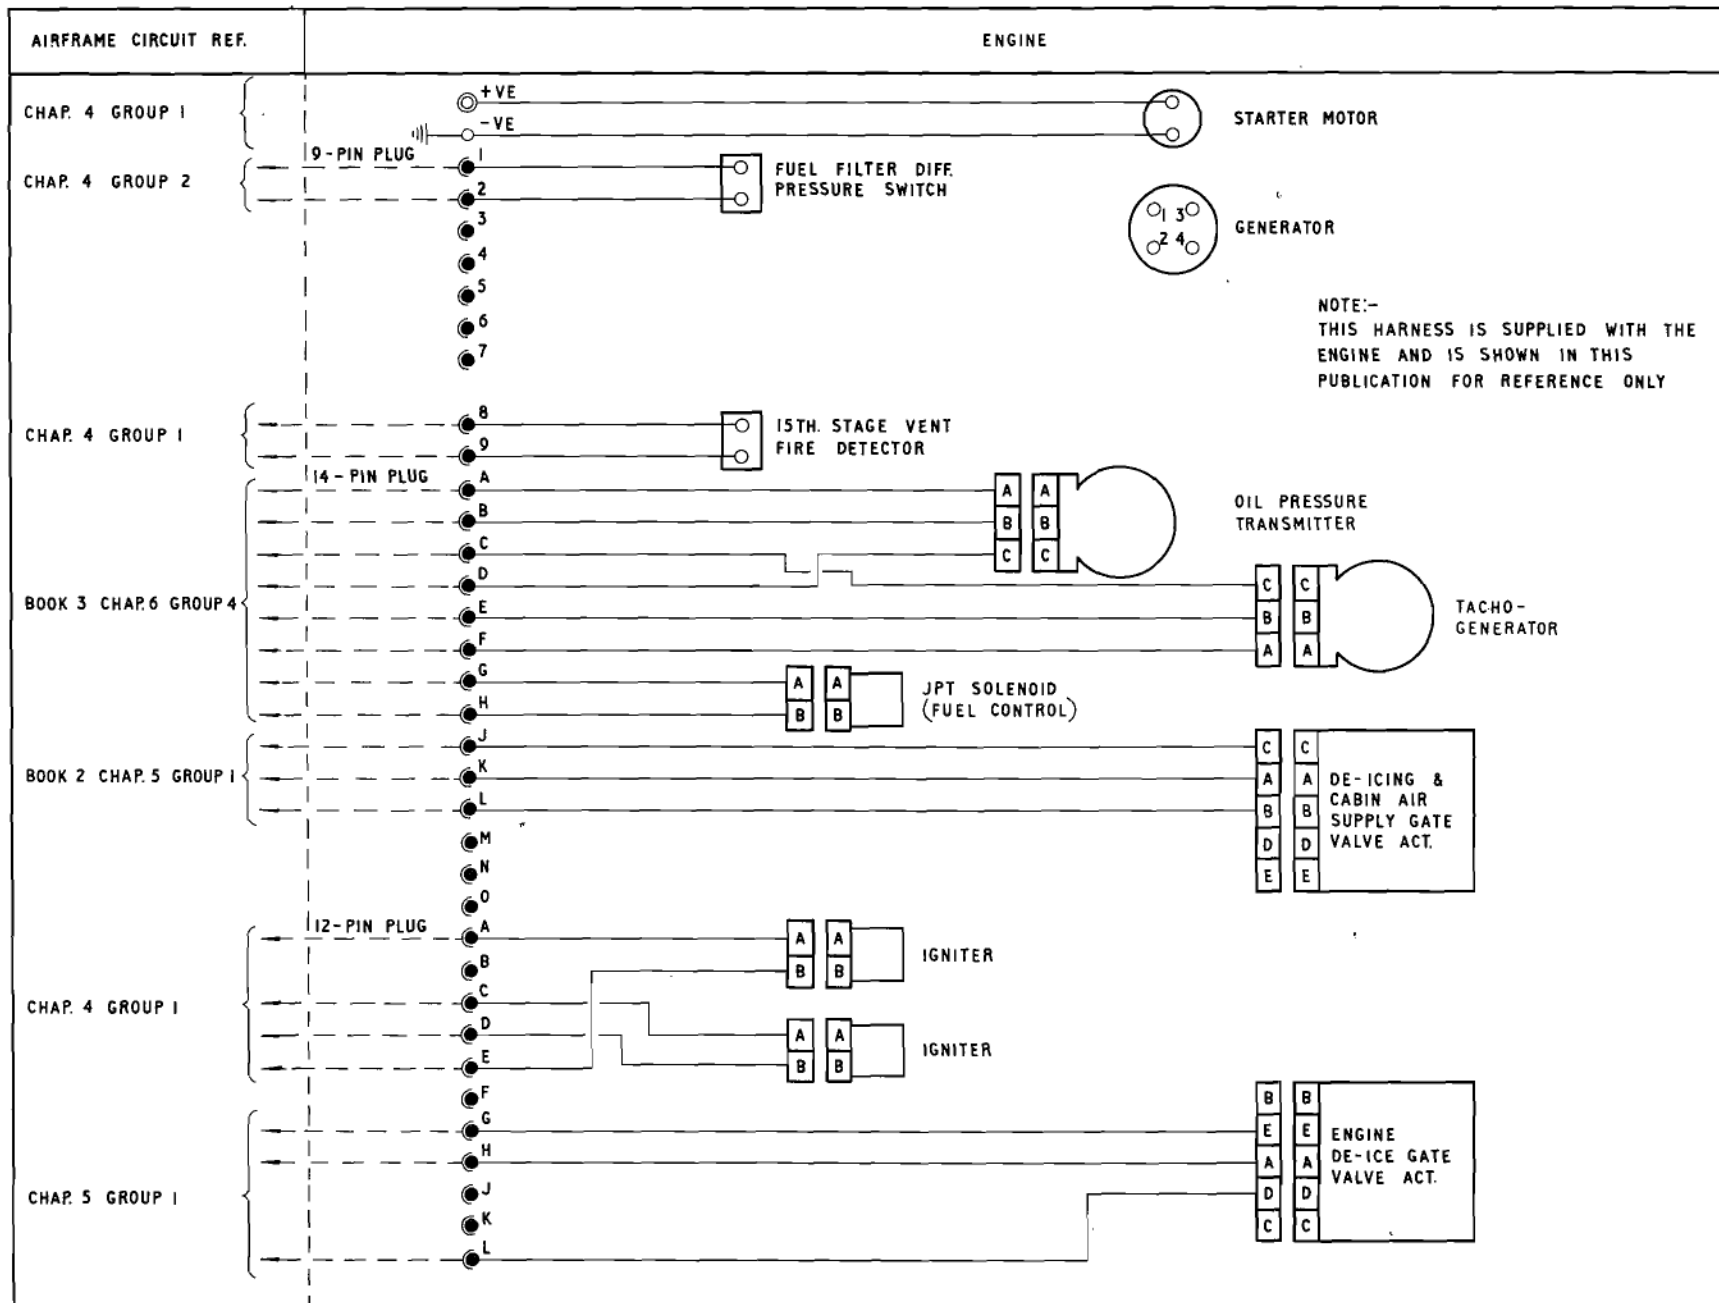 AIRFRAME CIRCUIT REF.
ENGINE
CHAP. 4 GROUP 1
+VE
-VE
STARTER MOTOR
9-PIN PLUG
CHAP. 4 GROUP 2
1
2
FUEL FILTER DIFF.
PRESSURE SWITCH
3
4
5
6
7
1 3
2 4
GENERATOR
NOTE:-
THIS HARNESS IS SUPPLIED WITH THE
ENGINE AND IS SHOWN IN THIS
PUBLICATION FOR REFERENCE ONLY
CHAP. 4 GROUP 1
8
9
15TH. STAGE VENT
FIRE DETECTOR
14-PIN PLUG
BOOK 3 CHAP. 6 GROUP 4
A
B
C
D
E
F
G
H
A A
B B
C C
OIL PRESSURE
TRANSMITTER
C C
B B
A A
TACHO-
GENERATOR
A A
B B
JPT SOLENOID
(FUEL CONTROL)
BOOK 2 CHAP. 5 GROUP 1
J
K
L
M
N
O
C C
A A
B B
D D
E E
DE-ICING &
CABIN AIR
SUPPLY GATE
VALVE ACT.
12-PIN PLUG
CHAP. 4 GROUP 1
A
B
C
D
E
F
A A
B B
IGNITER
A A
B B
IGNITER
CHAP. 5 GROUP 1
G
H
J
K
L
B B
E E
A A
D D
C C
ENGINE
DE-ICE GATE
VALVE ACT.